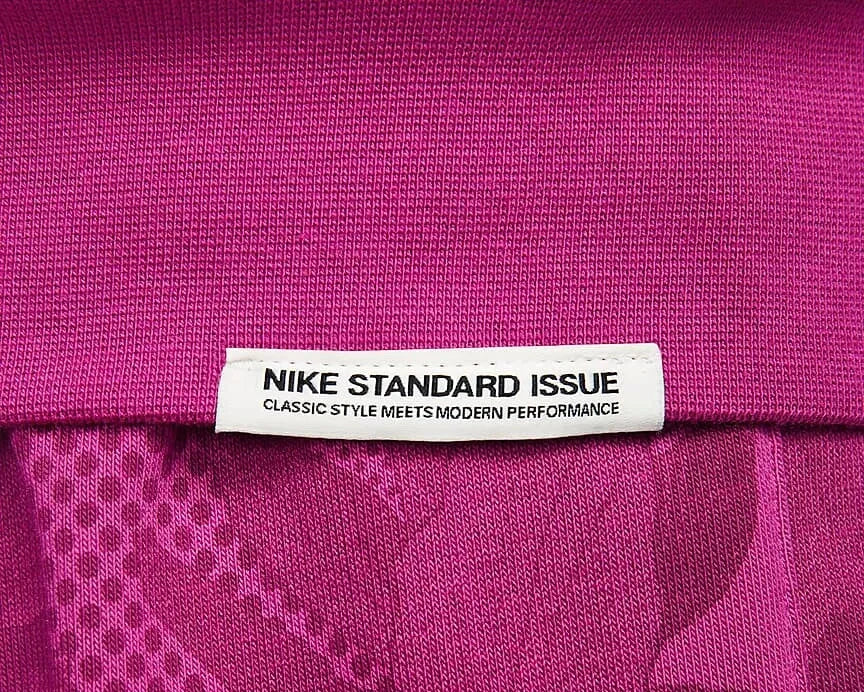 NIKE STANDARD ISSUE
CLASSIC STYLE MEETS MODERN PERFORMANCE